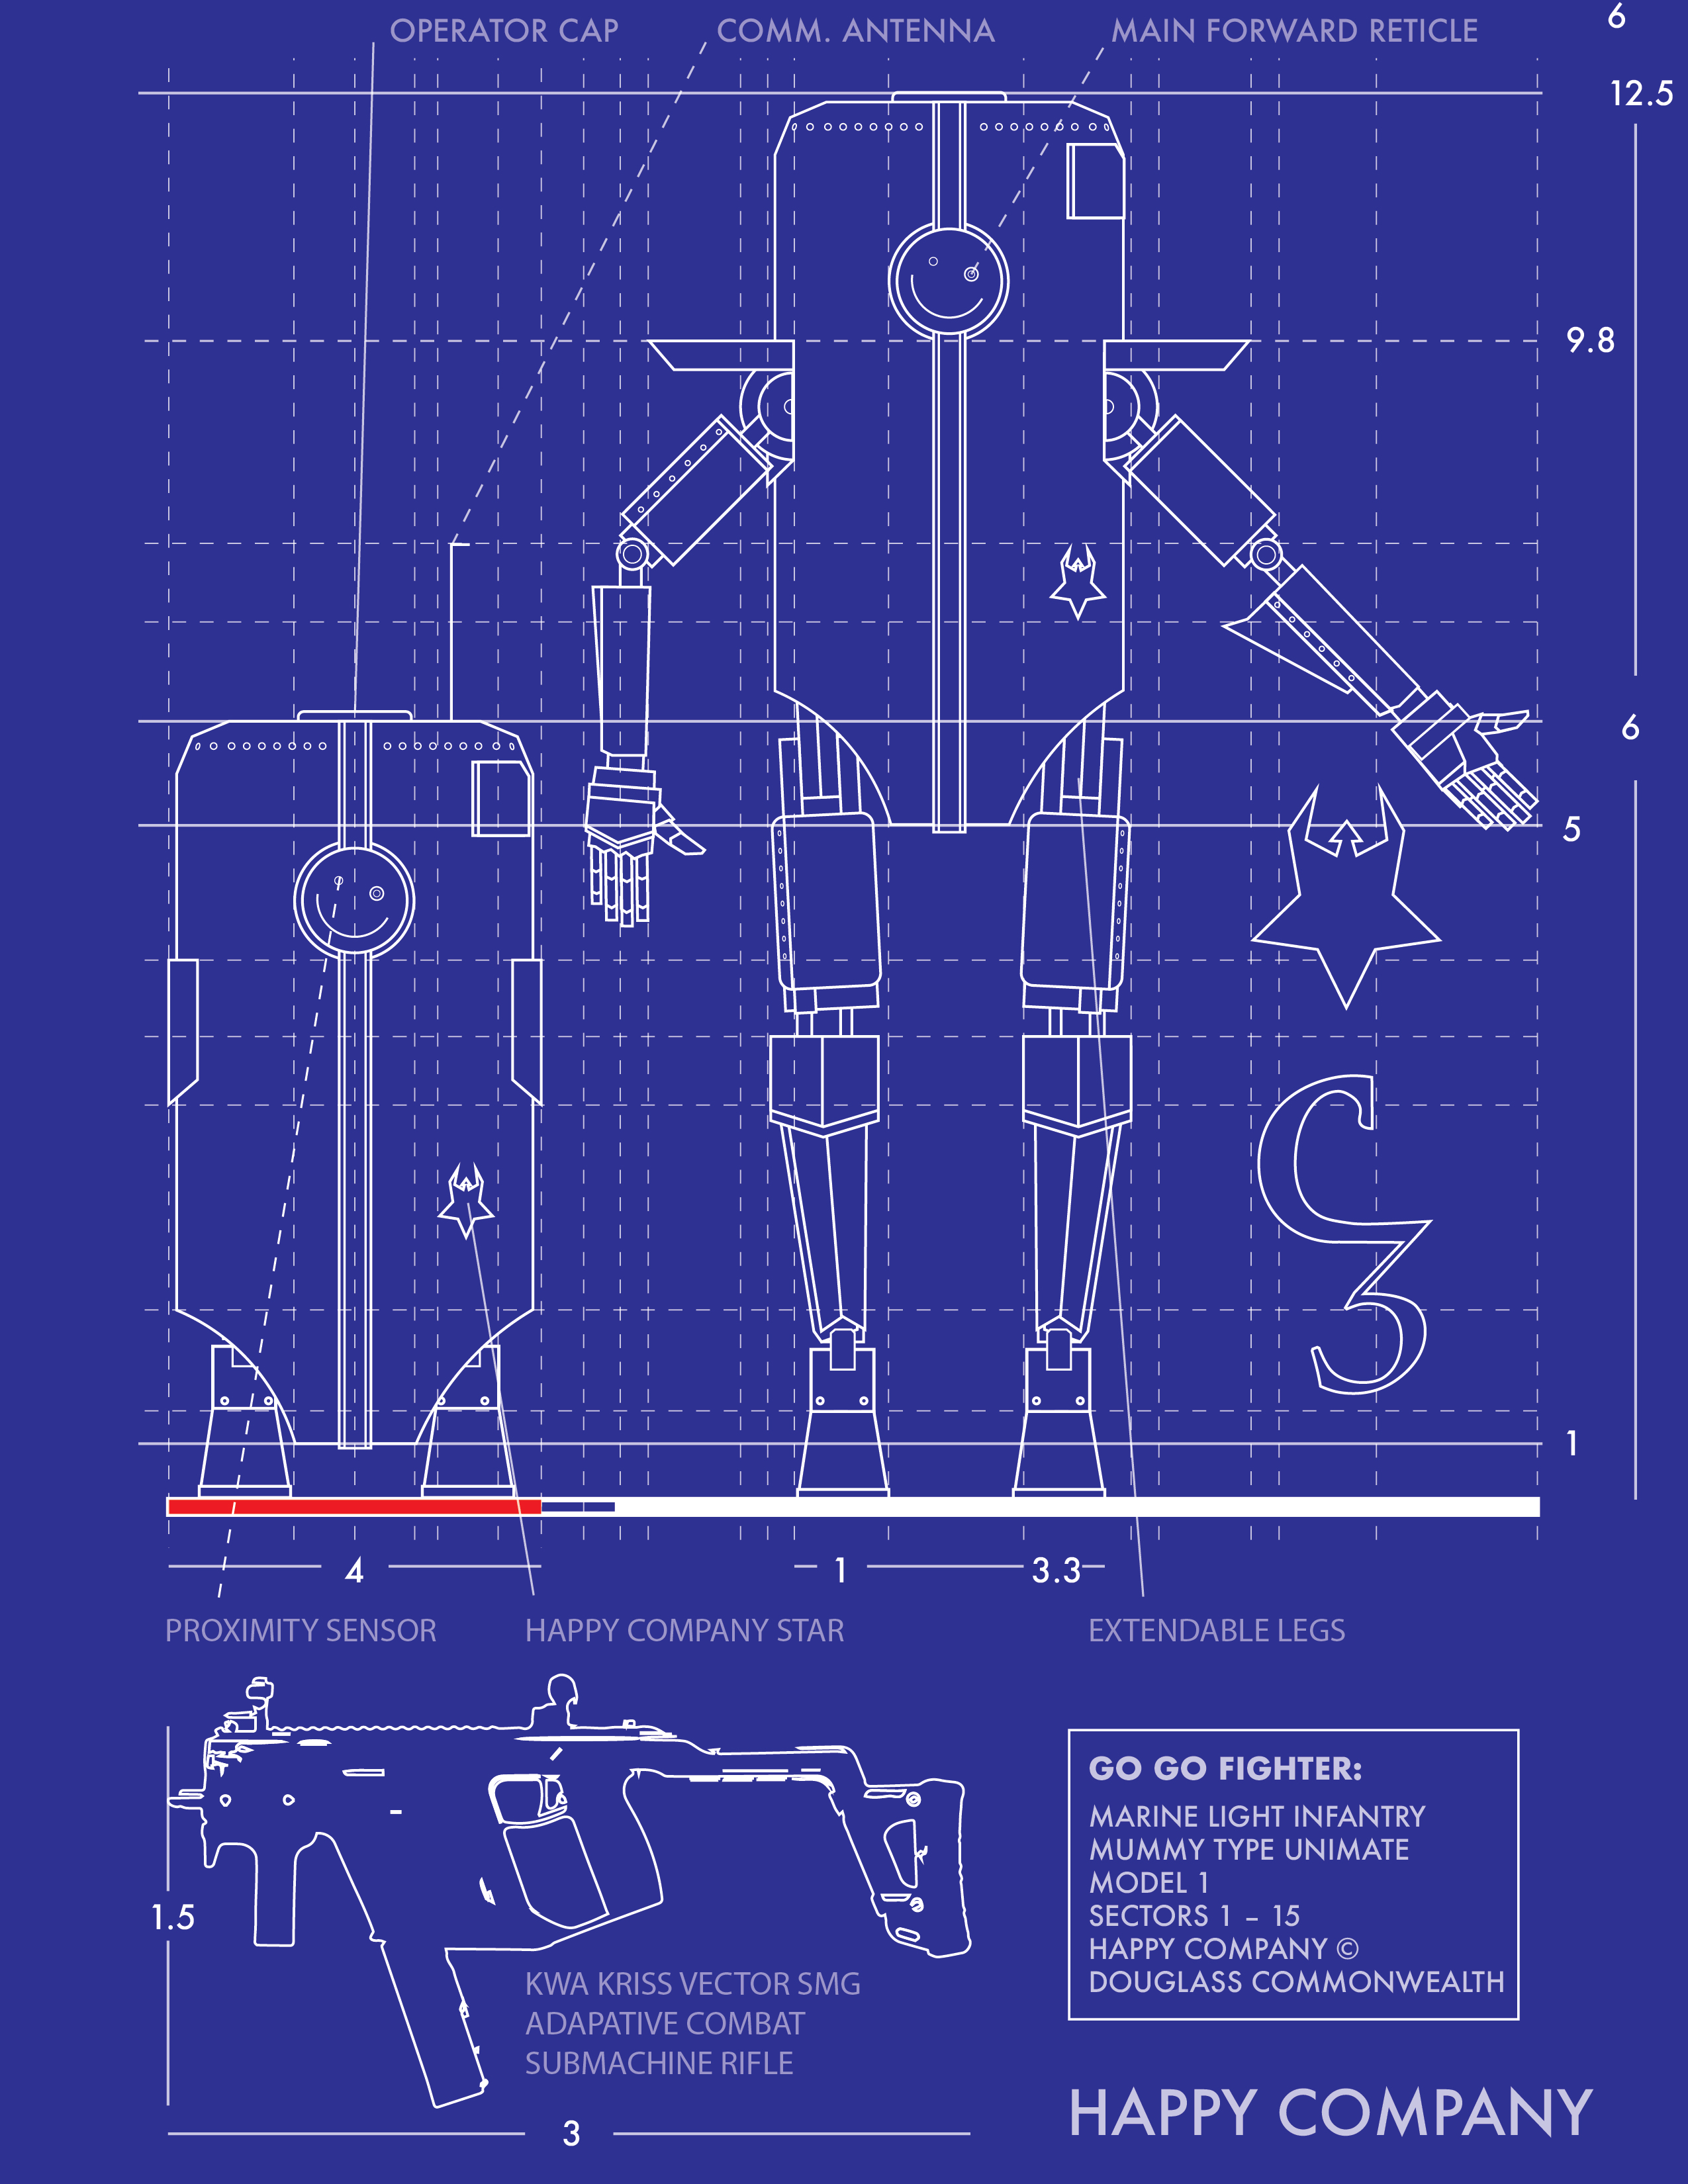 OPERATOR CAP
COMM. ANTENNA
MAIN FORWARD RETICLE
6
12.5
9.8
6
5
1
4
1
3.3
PROXIMITY SENSOR
HAPPY COMPANY STAR
EXTENDABLE LEGS
1.5
3
KWA KRISS VECTOR SMG
ADAPATIVE COMBAT
SUBMACHINE RIFLE
GO GO FIGHTER:
MARINE LIGHT INFANTRY
MUMMY TYPE UNIMATE
MODEL 1
SECTORS 1 – 15
HAPPY COMPANY ©
DOUGLASS COMMONWEALTH
HAPPY COMPANY